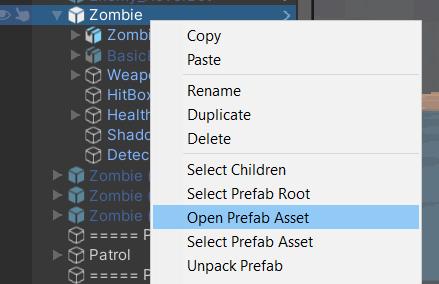 Zombie
Copy
Paste
Rename
Duplicate
Delete
Select Children
Select Prefab Root
Open Prefab Asset
Select Prefab Asset
Unpack Prefab
Zombi
Basic
Weap
HitBox
Health
Shado
Detec
Zombie
Zombie
Zombie
===== P
Patrol
===== P